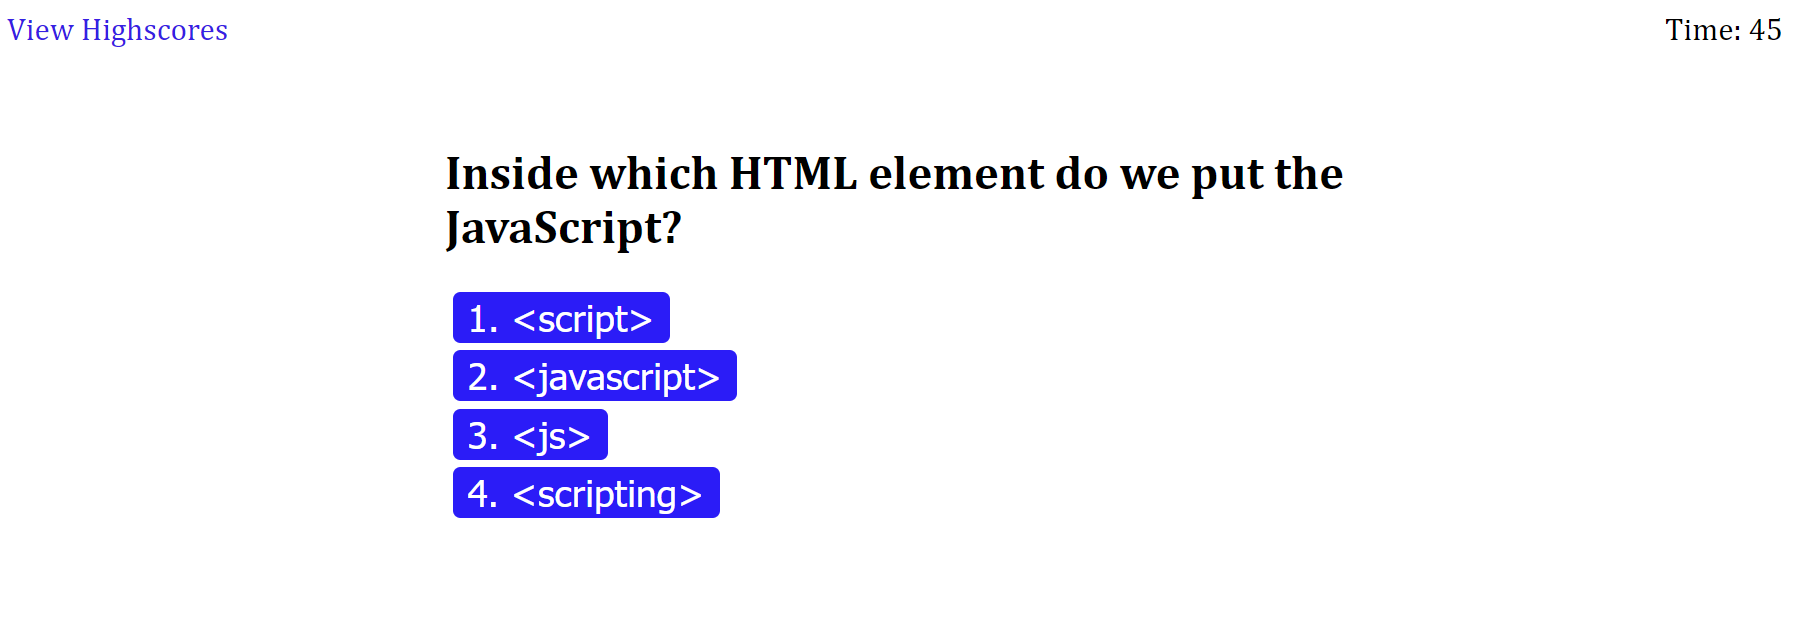 View Highscores
Time: 45
Inside which HTML element do we put the
JavaScript?
1. <script>
2. <javascript>
3. <js>
4. <scripting>